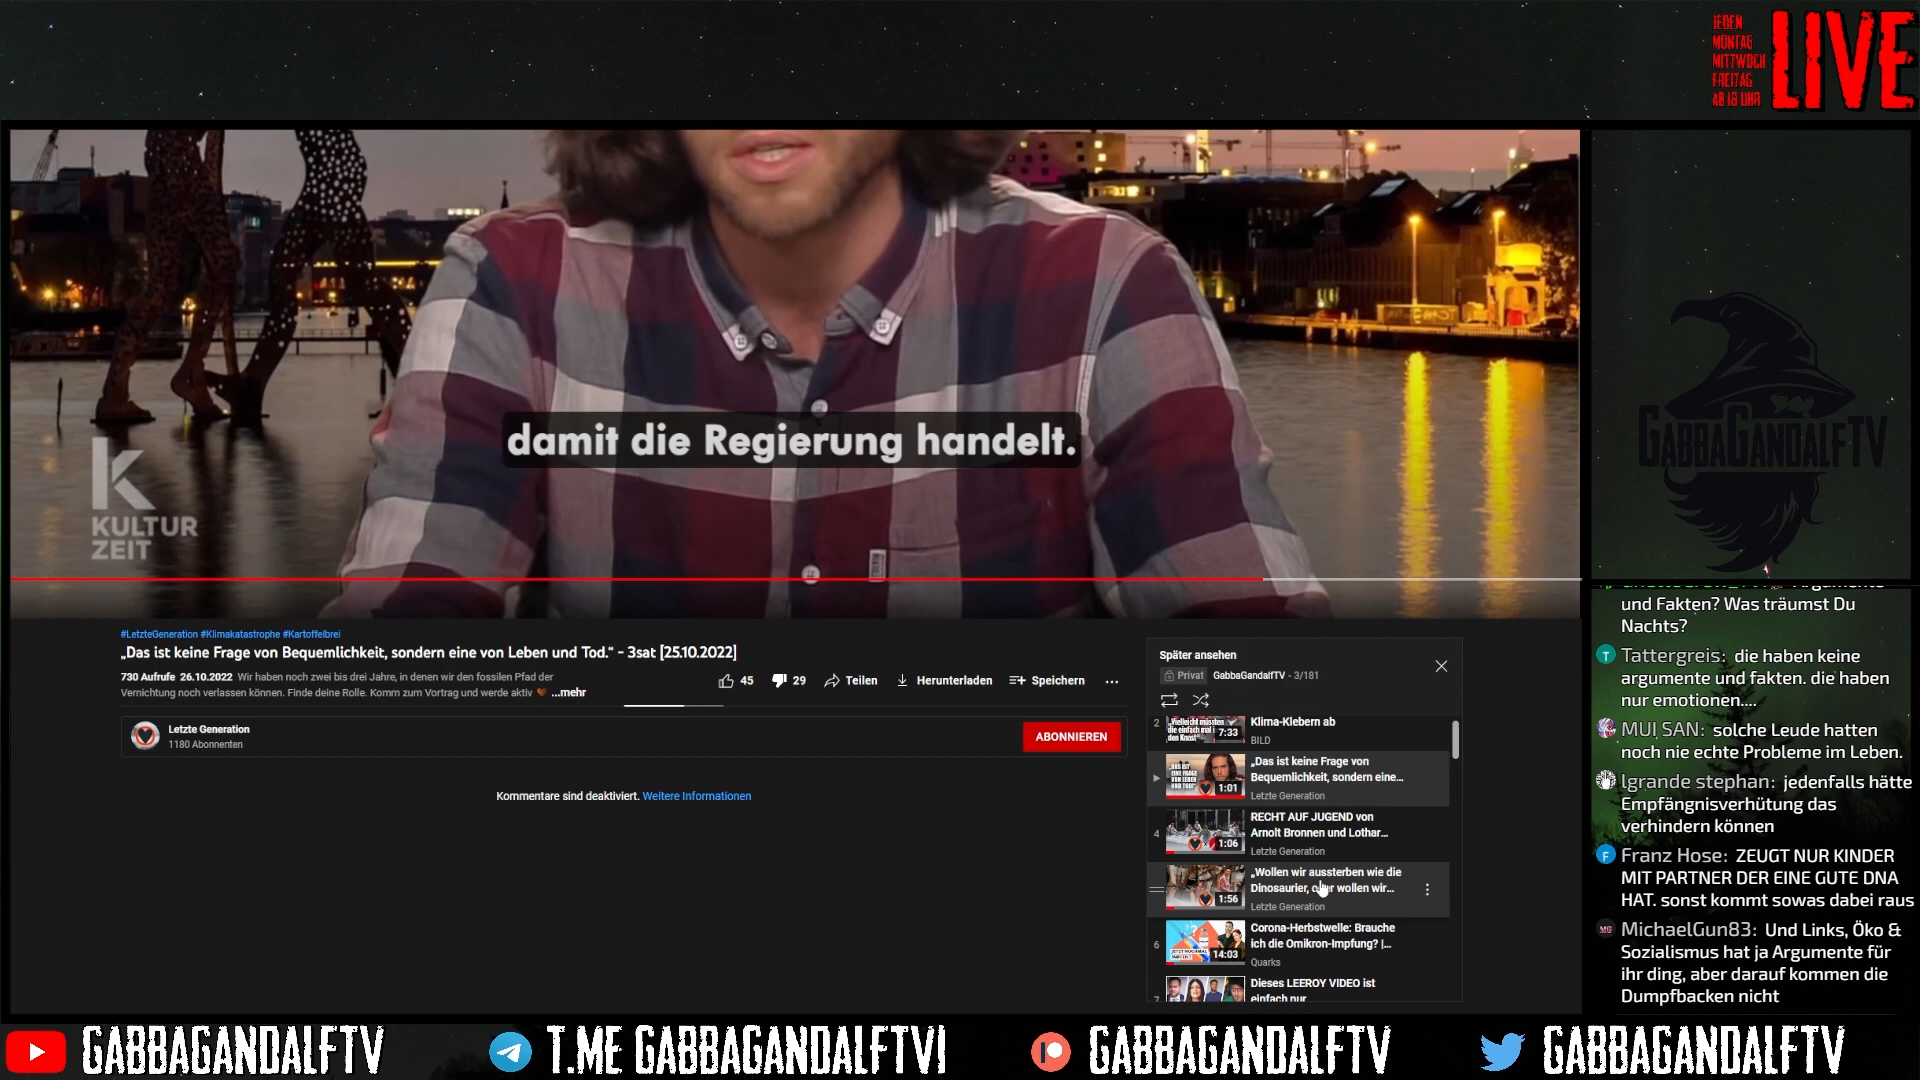 JEDEN
MONTAG
MITTWOCH
FREITAG
AB 18 UHR
LIVE
damit die Regierung handelt.
KULTUR
ZEIT
#LetzteGeneration #Klimakatastrophe #Kartoffelbrei
„Das ist keine Frage von Bequemlichkeit, sondern eine von Leben und Tod.“ - 3sat [25.10.2022]
730 Aufrufe 26.10.2022 Wir haben noch zwei bis drei Jahre, in denen wir den fossilen Pfad der
Vernichtung noch verlassen können. Finde deine Rolle. Komm zum Vortrag und werde aktiv 🧡 ...mehr
45 29 Teilen Herunterladen Speichern
Letzte Generation
1180 Abonnenten
ABONNIEREN
Kommentare sind deaktiviert. Weitere Informationen
Später ansehen
Privat GabbaGandalfTV - 3/181
2
7:33
Klima-Klebern ab
BILD
1:01
„Das ist keine Frage von
Bequemlichkeit, sondern eine...
Letzte Generation
4
1:06
RECHT AUF JUGEND von
Arnolt Bronnen und Lothar...
Letzte Generation
1:56
„Wollen wir aussterben wie die
Dinosaurier, oder wollen wir...
Letzte Generation
6
14:03
Corona-Herbstwelle: Brauche
ich die Omikron-Impfung? |...
Quarks
7
Dieses LEEROY VIDEO ist
einfach nur
GABBAGANDALFTV
und Fakten? Was träumst Du
Nachts?
Tattergreis: die haben keine
argumente und fakten. die haben
nur emotionen....
MUI SAN: solche Leude hatten
noch nie echte Probleme im Leben.
lgrande stephan: jedenfalls hätte
Empfängnisverhütung das
verhindern können
Franz Hose: ZEUGT NUR KINDER
MIT PARTNER DER EINE GUTE DNA
HAT. sonst kommt sowas dabei raus
MichaelGun83: Und Links, Öko &
Sozialismus hat ja Argumente für
ihr ding, aber darauf kommen die
Dumpfbacken nicht
GABBAGANDALFTV
T.ME GABBAGANDALFTV1
GABBAGANDALFTV
GABBAGANDALFTV